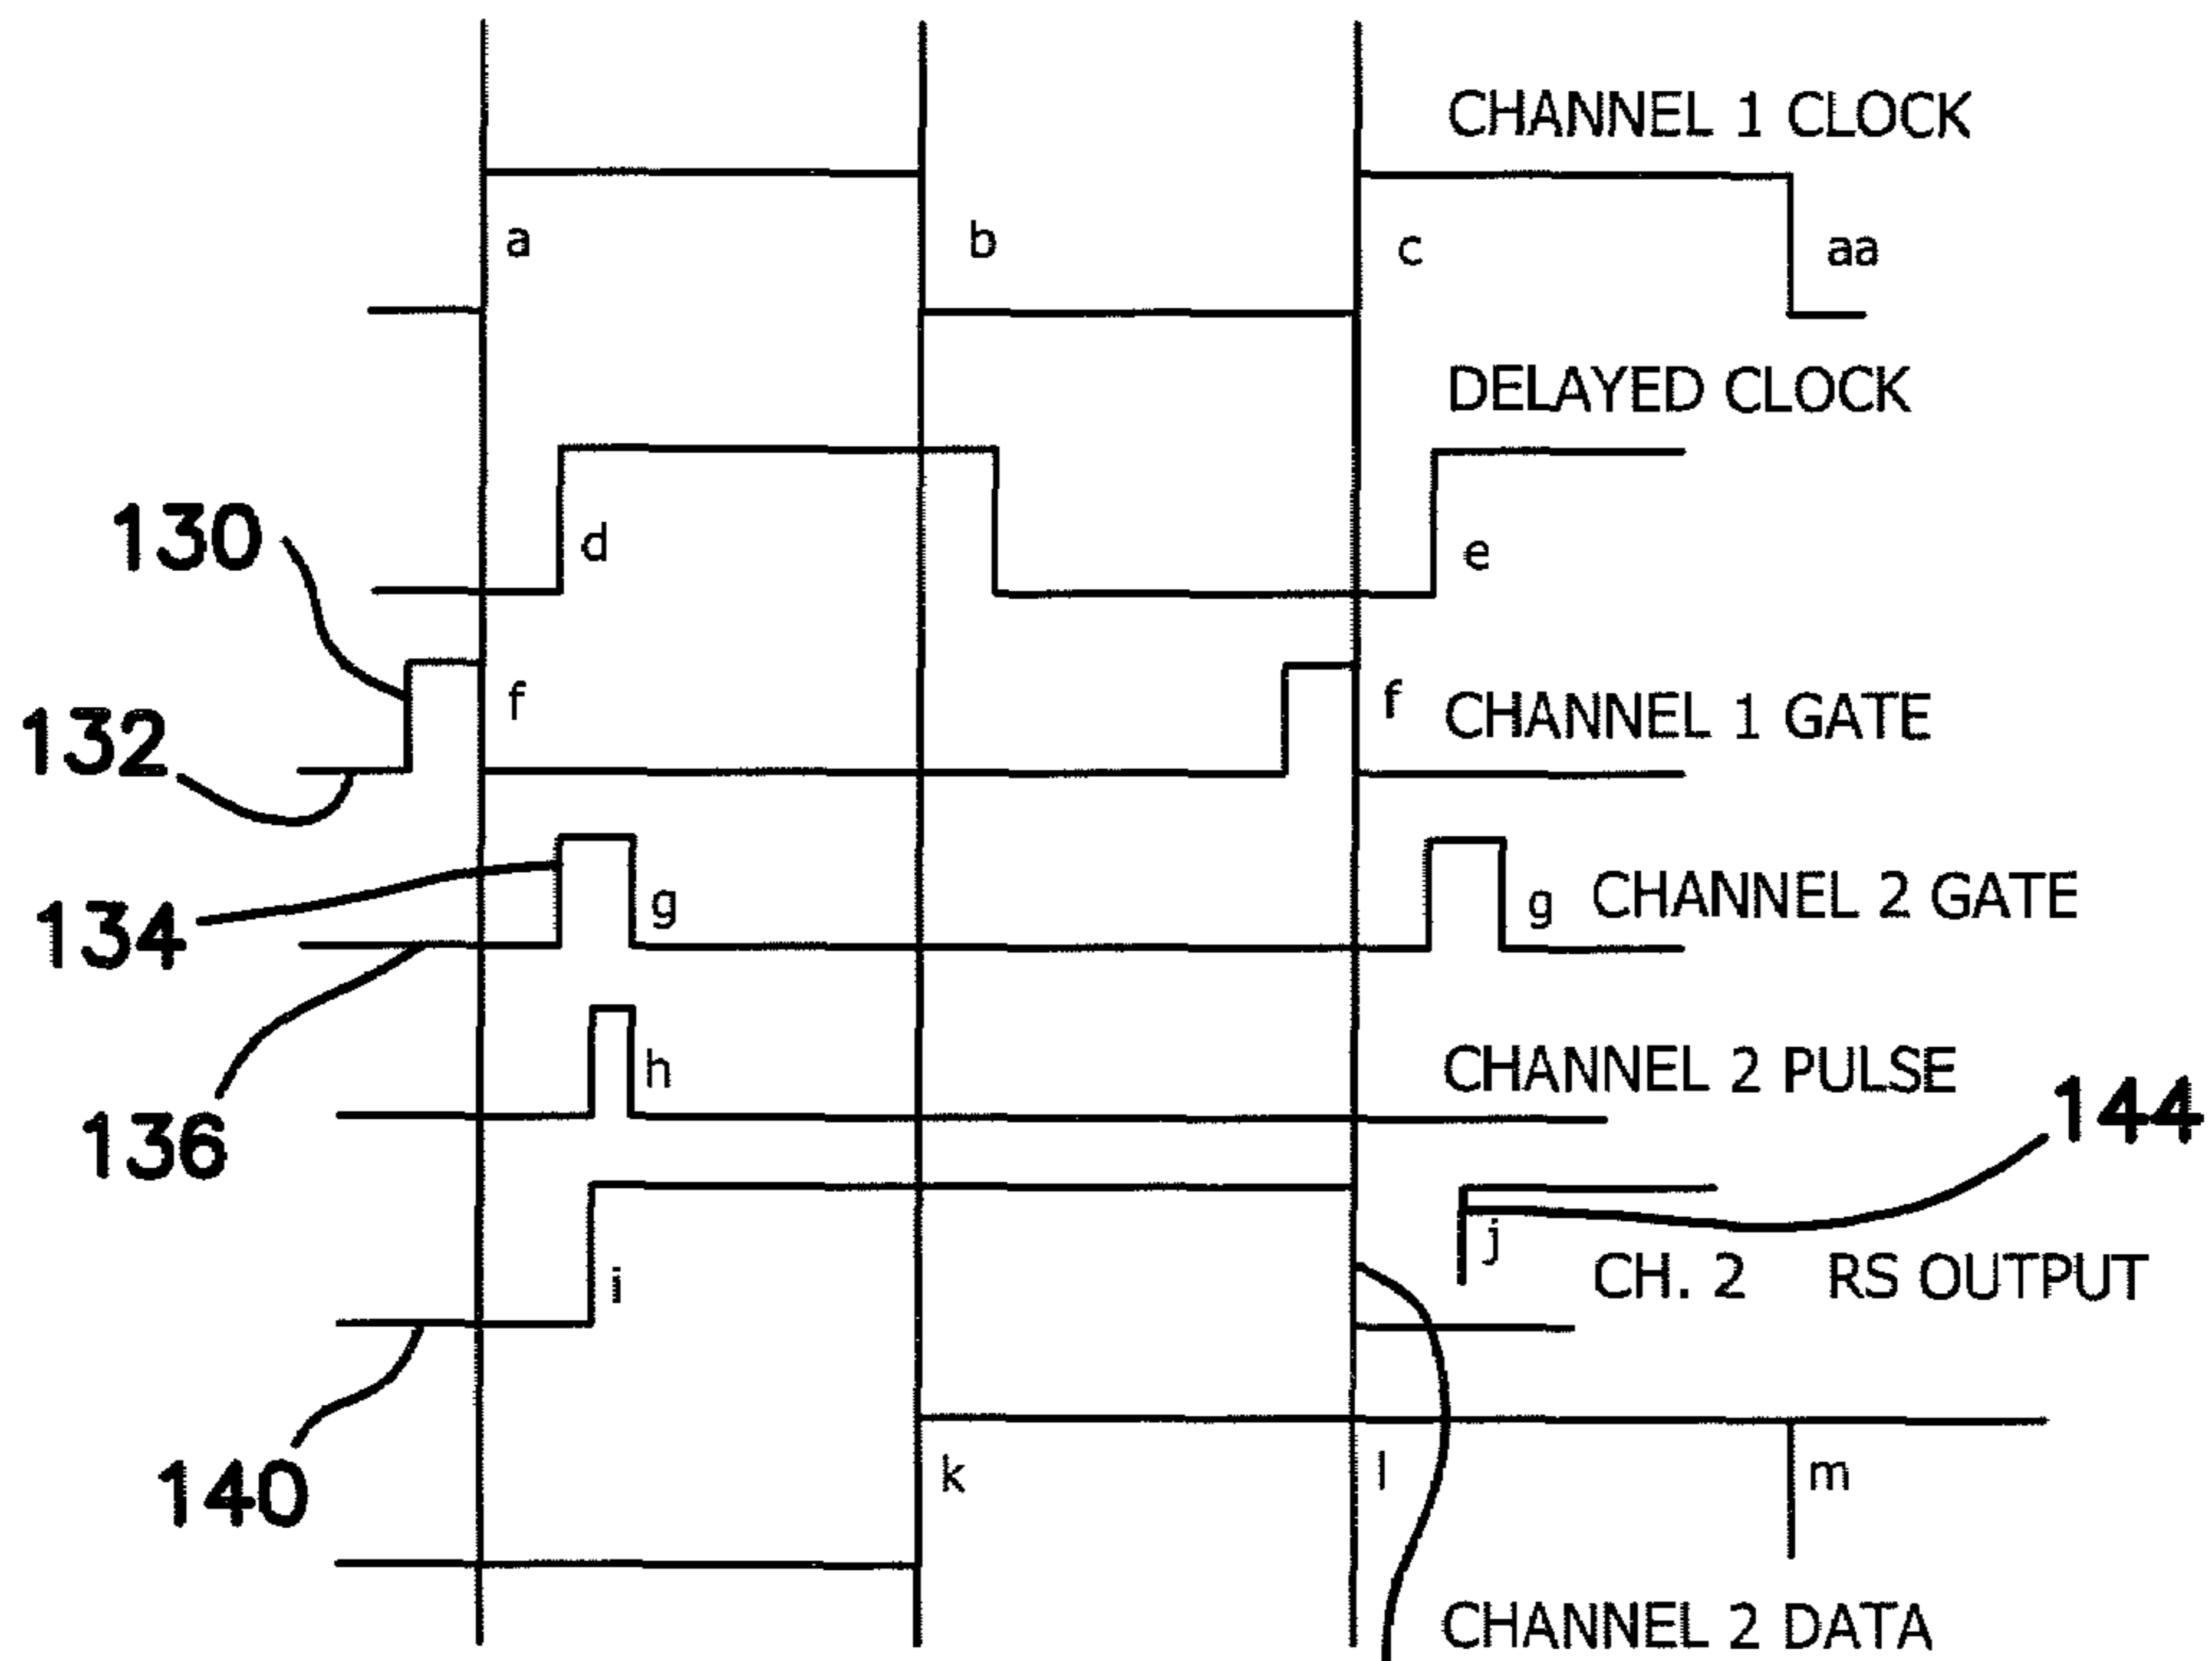 CHANNEL 1 CLOCK
a
b
c
aa
DELAYED CLOCK
130
d
e
132
f
f
CHANNEL 1 GATE
134
g
g
CHANNEL 2 GATE
136
h
CHANNEL 2 PULSE
144
i
j
CH. 2 RS OUTPUT
140
k
l
m
CHANNEL 2 DATA